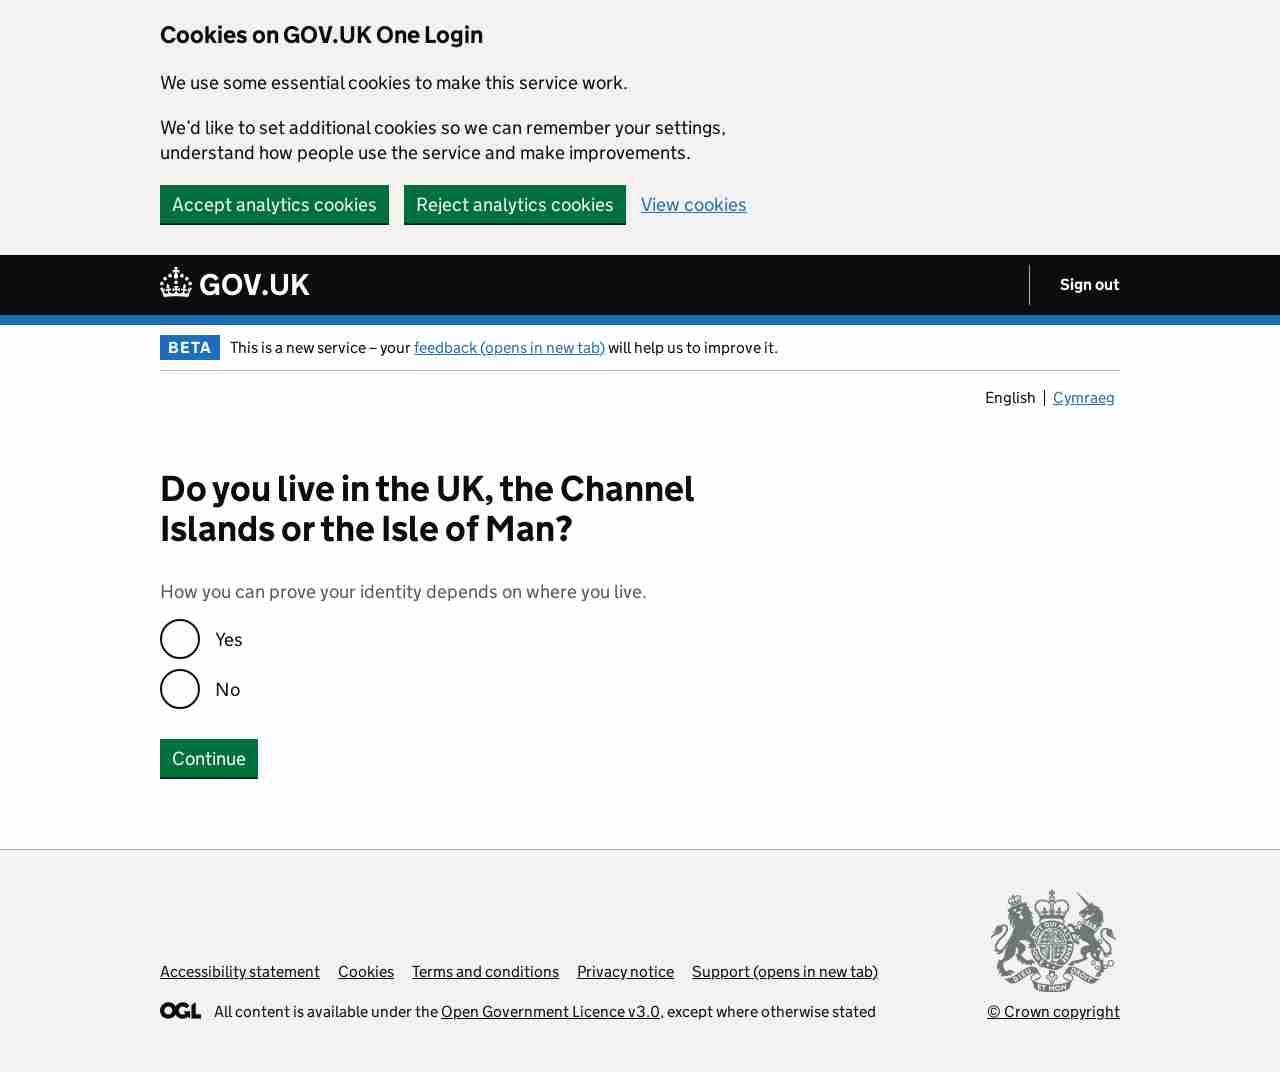 Cookies on GOV.UK One Login
We use some essential cookies to make this service work.
We’d like to set additional cookies so we can remember your settings,
understand how people use the service and make improvements.
Accept analytics cookies Reject analytics cookies View cookies
GOV.UK Sign out
BETA This is a new service – your feedback (opens in new tab) will help us to improve it.
English Cymraeg
Do you live in the UK, the Channel
Islands or the Isle of Man?
How you can prove your identity depends on where you live.
Yes
No
Continue
Accessibility statement Cookies Terms and conditions Privacy notice Support (opens in new tab)
OGL All content is available under the Open Government Licence v3.0, except where otherwise stated
© Crown copyright